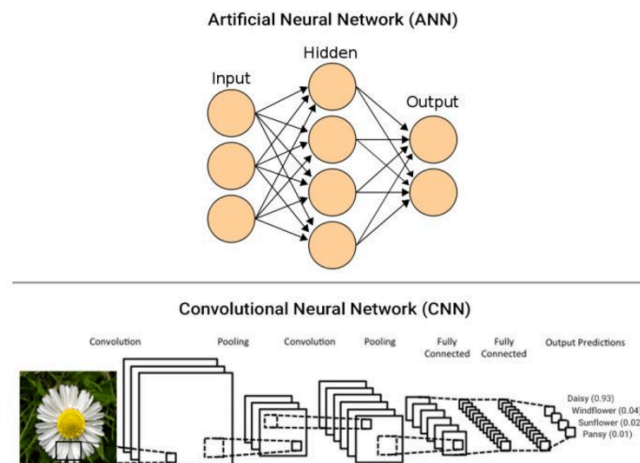 Artificial Neural Network (ANN)
Hidden
Input
Output
Convolutional Neural Network (CNN)
Convolution Pooling Convolution Pooling Fully Connected Fully Connected Output Predictions
Daisy (0.93)
Windflower (0.04)
Sunflower (0.02
Pansy (0.01)